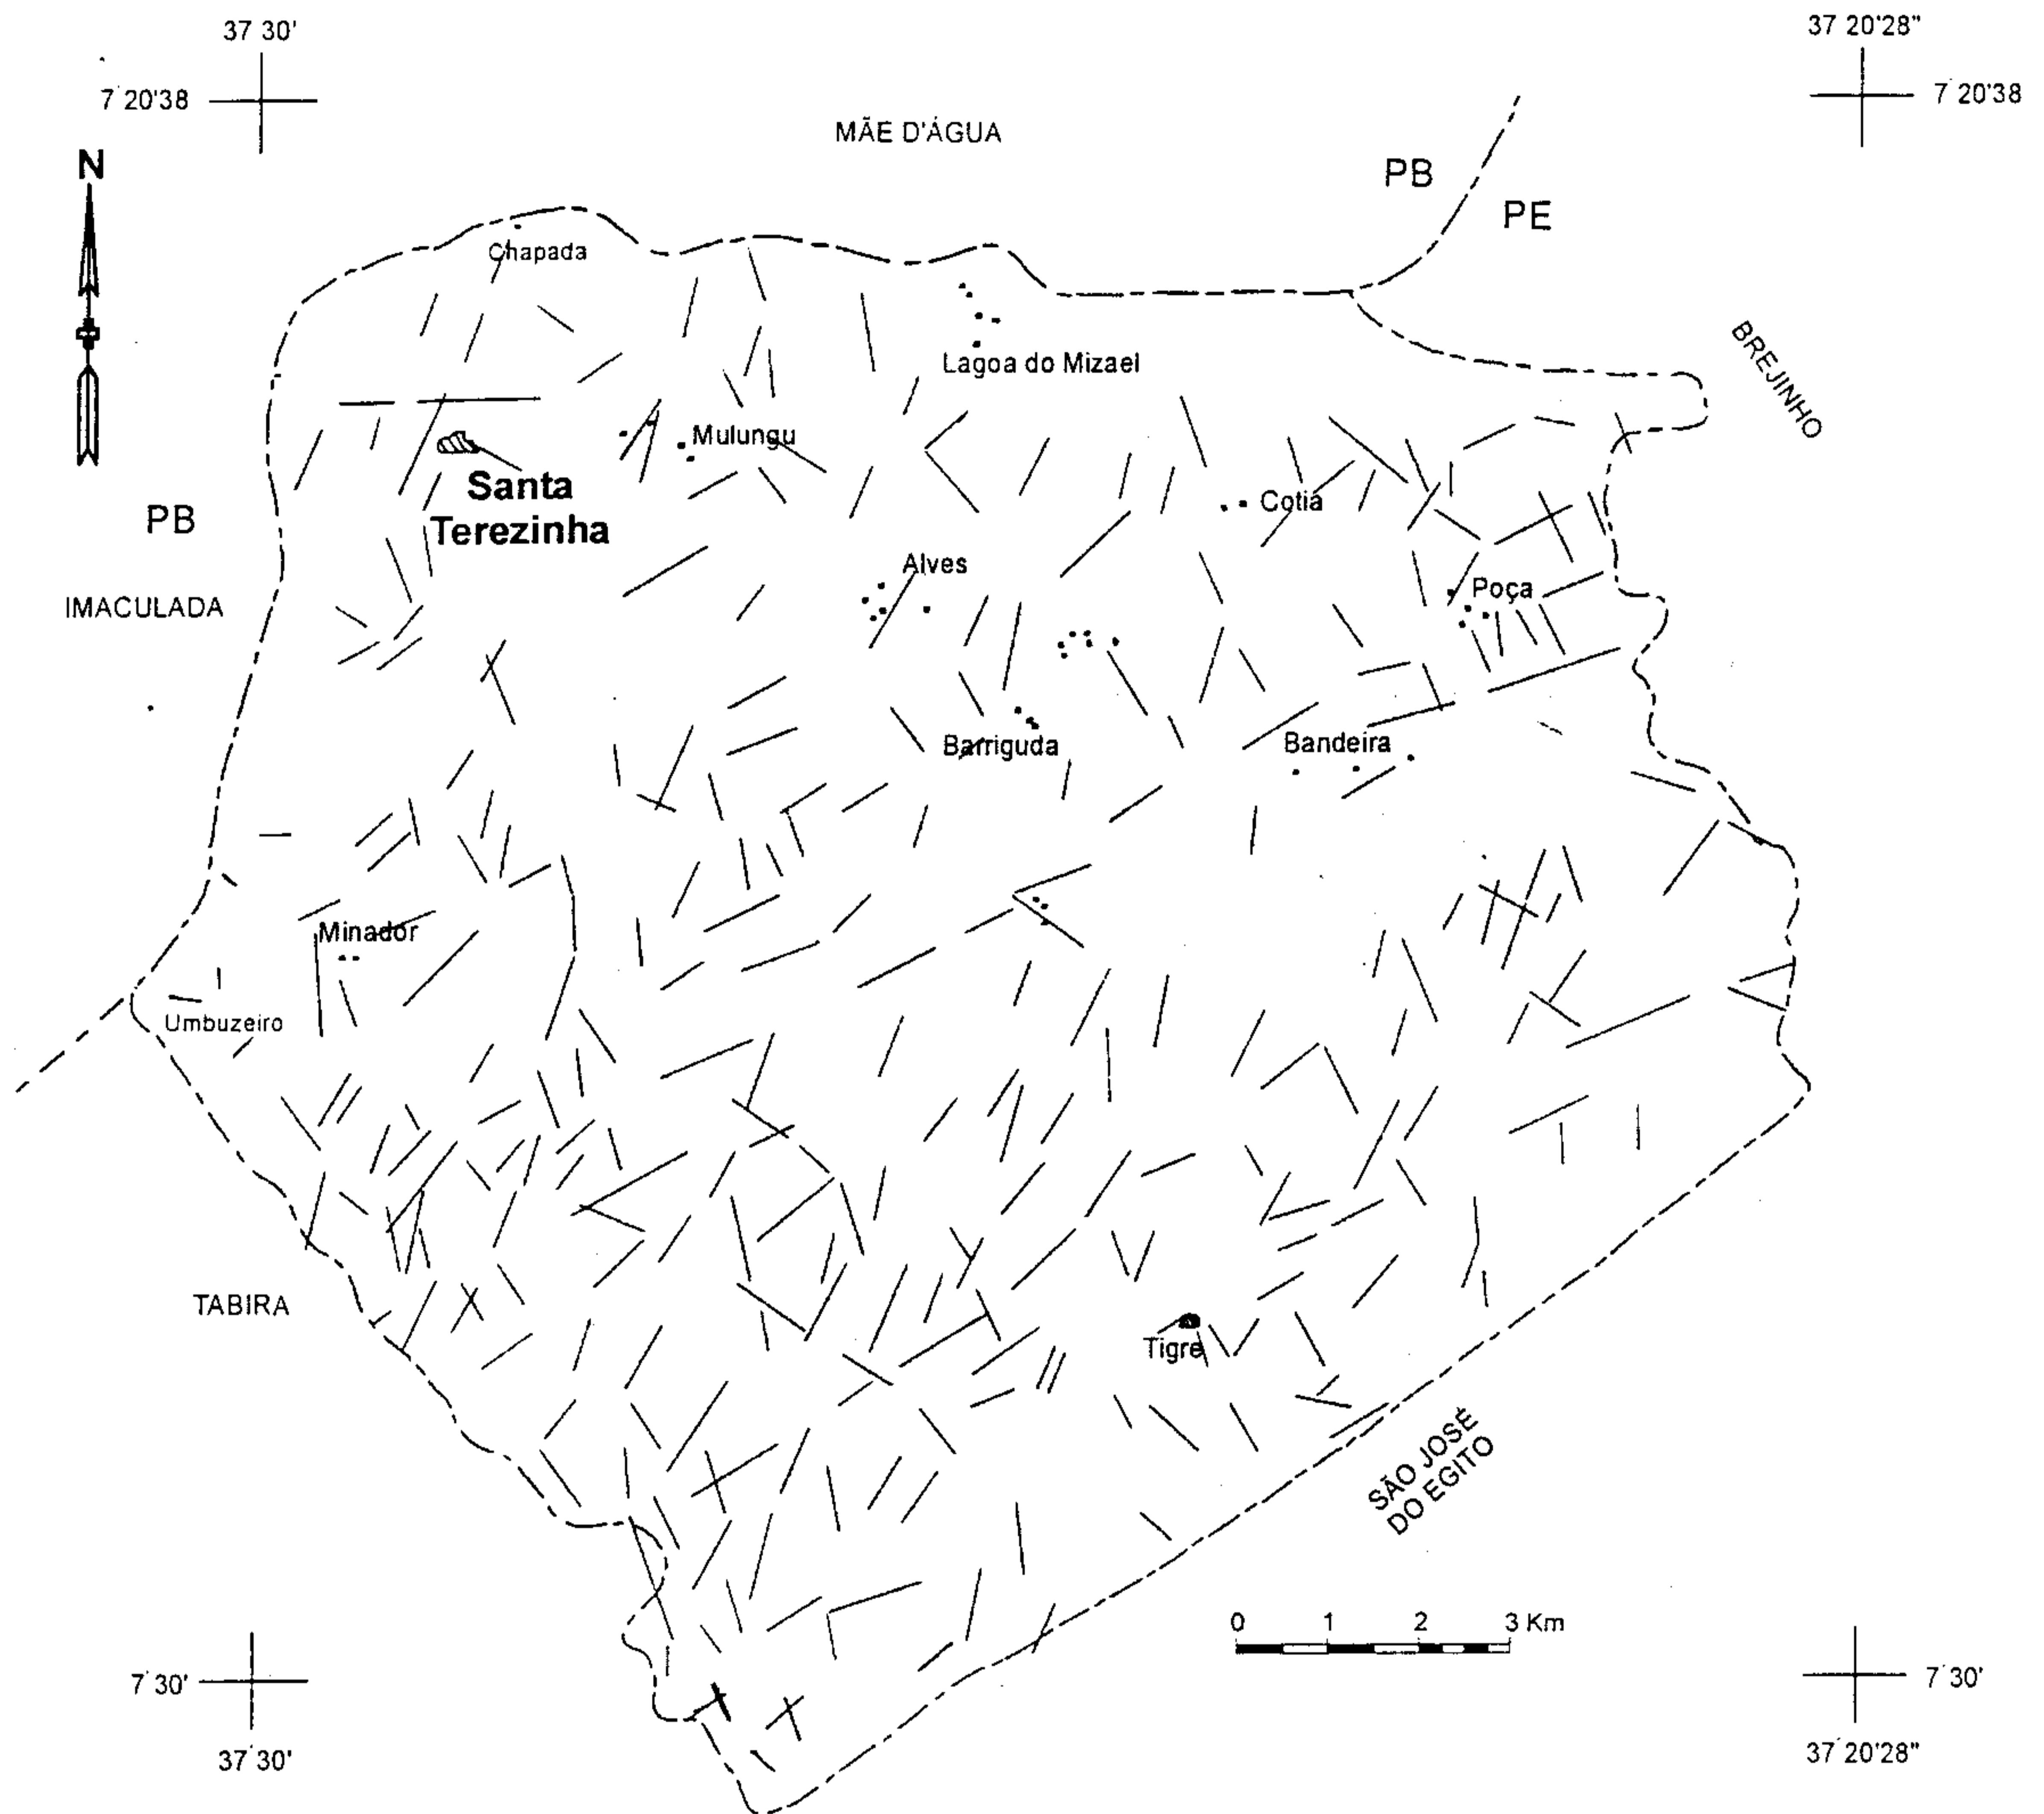 37 30'
37 20'28"
7 20'38
7 20'38
MÃE D'ÁGUA
N
PB
PE
Chapada
BREJINHO
Lagoa do Mizael
Mulungu
Santa
Terezinha
PB
Cotia
Alves
Poça
IMACULADA
Barriguda
Bandeira
Minador
Umbuzeiro
TABIRA
Tigre
SÃO JOSÉ
DO EGITO
0 1 2 3 Km
7 30'
7 30'
37 30'
37 20'28"